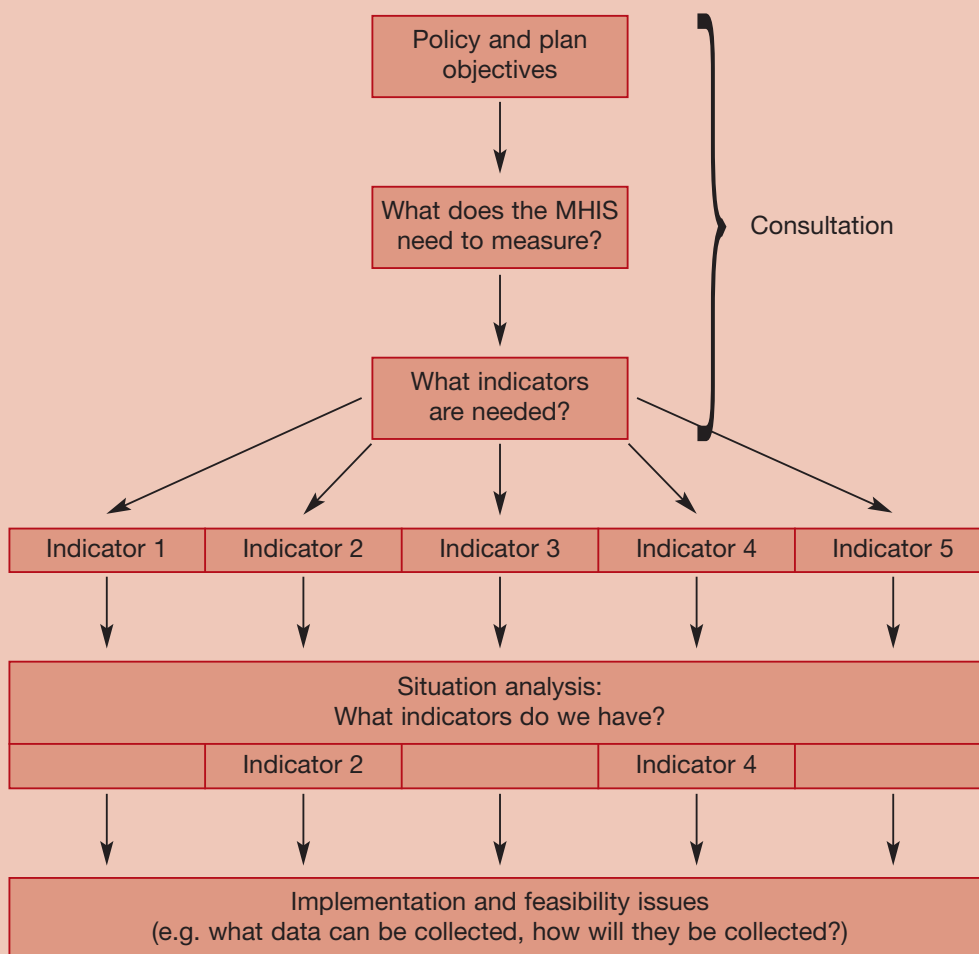 Policy and plan
objectives
What does the MHIS
need to measure?
Consultation
What indicators
are needed?
Indicator 1
Indicator 2
Indicator 3
Indicator 4
Indicator 5
Situation analysis:
What indicators do we have?
Indicator 2
Indicator 4
Implementation and feasibility issues
(e.g. what data can be collected, how will they be collected?)